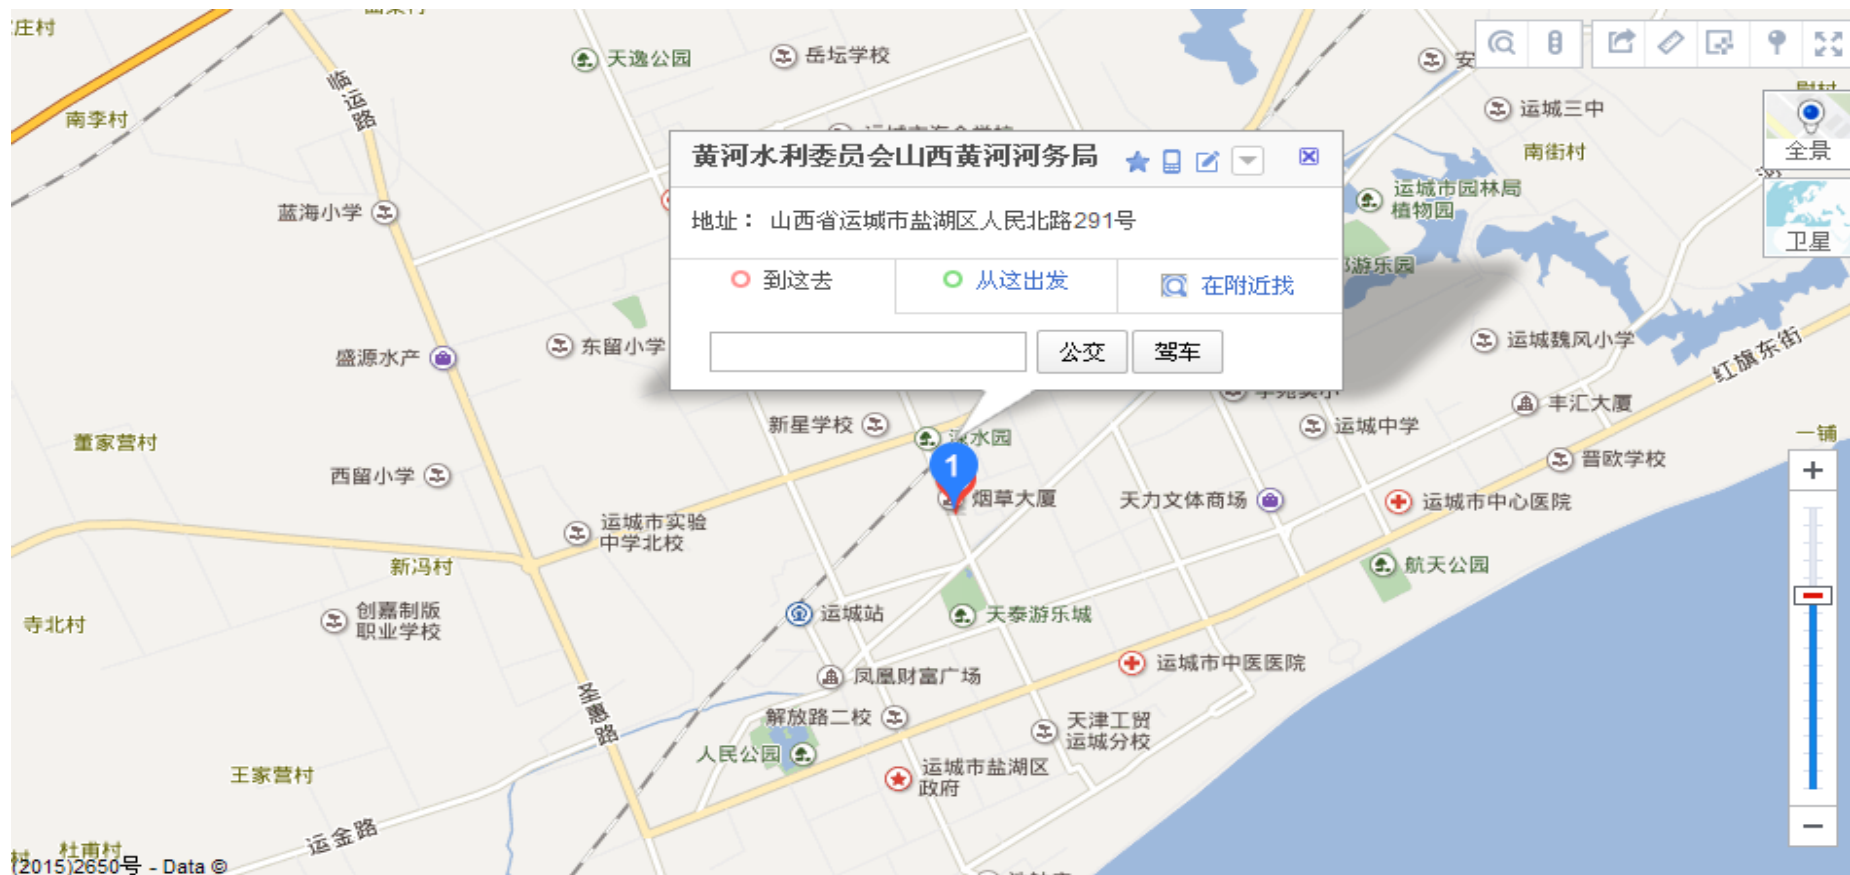 庄村
天逸公园
岳坛学校
安
临运路
南李村
运城三中
南街村
全景
黄河水利委员会山西黄河河务局
运城市园林局
植物园
蓝海小学
地址： 山西省运城市盐湖区人民北路291号
卫星
游乐园
到这去
从这出发
在附近找
东留小学
盛源水产
公交
驾车
运城魏风小学
红旗东街
丰汇大厦
新星学校
水园
运城中学
一铺
董家营村
西留小学
1
晋欧学校
烟草大厦
天力文体商场
运城市中心医院
运城市实验
中学北校
新冯村
航天公园
创嘉制版
职业学校
寺北村
运城站
天泰游乐城
运城市中医医院
凤凰财富广场
圣惠路
解放路二校
天津工贸
运城分校
人民公园
运城市盐湖区
政府
王家营村
运金路
杜甫村
(2015)2650号 - Data ©